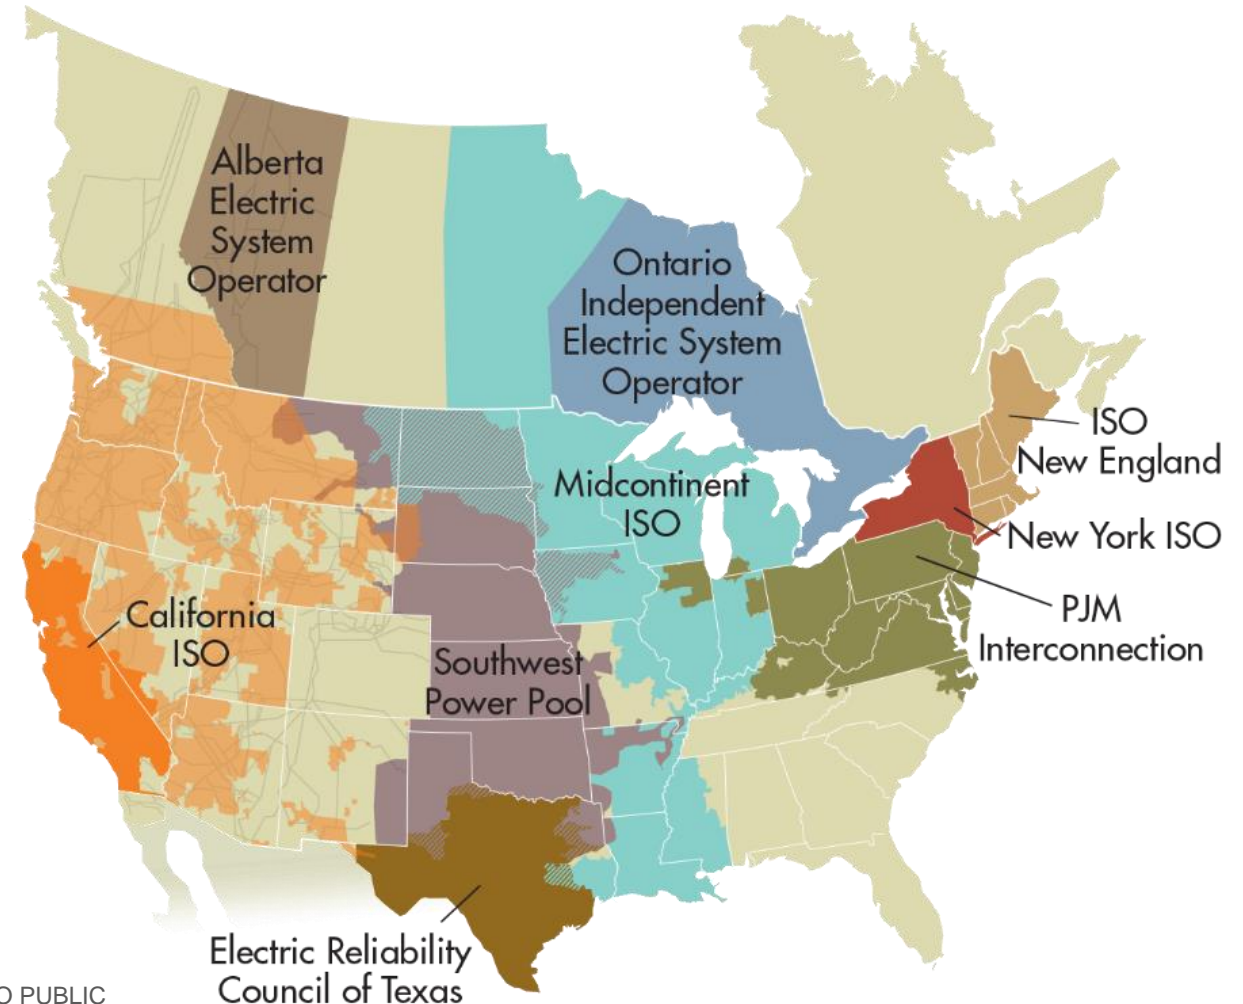 Alberta
Electric
System
Operator
Ontario
Independent
Electric System
Operator
ISO
New England
Midcontinent
ISO
New York ISO
PJM
Interconnection
California
ISO
Southwest
Power Pool
Electric Reliability
Council of Texas
O PUBLIC